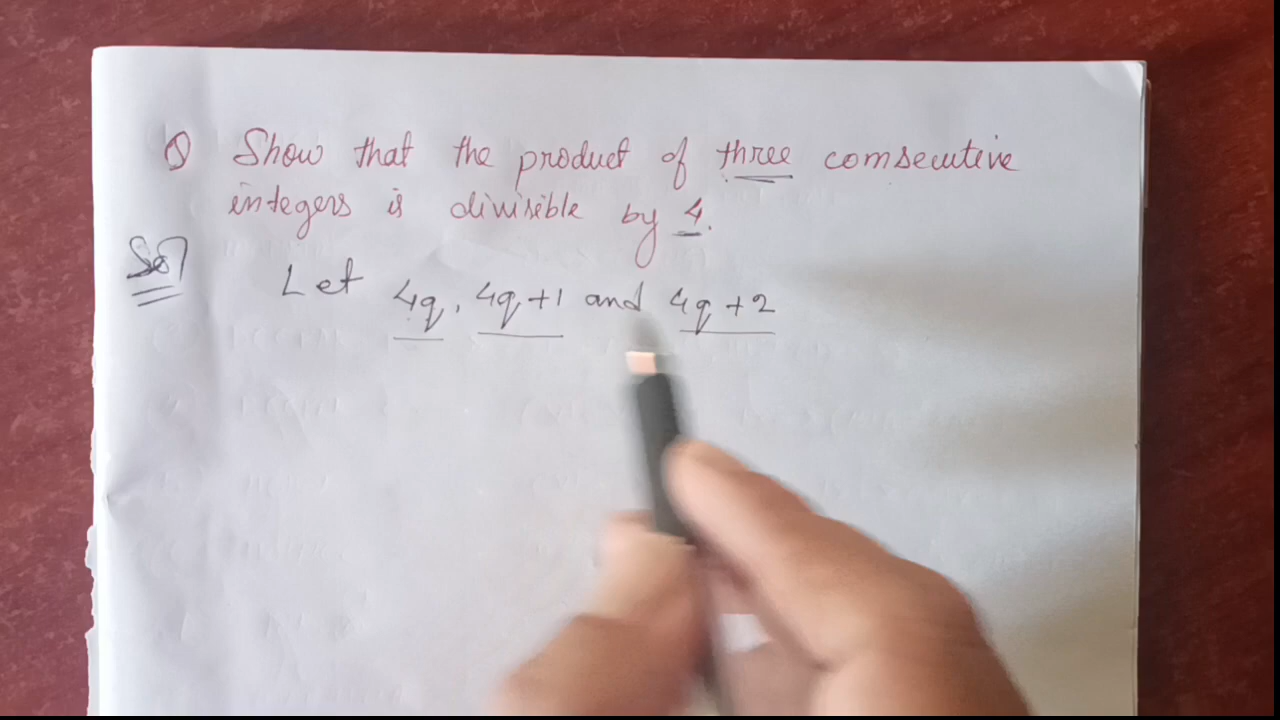 Q Show that the product of three comsecutive
integers is divisible by 4.
Sol
Let 4q, 4q+1 and 4q+2